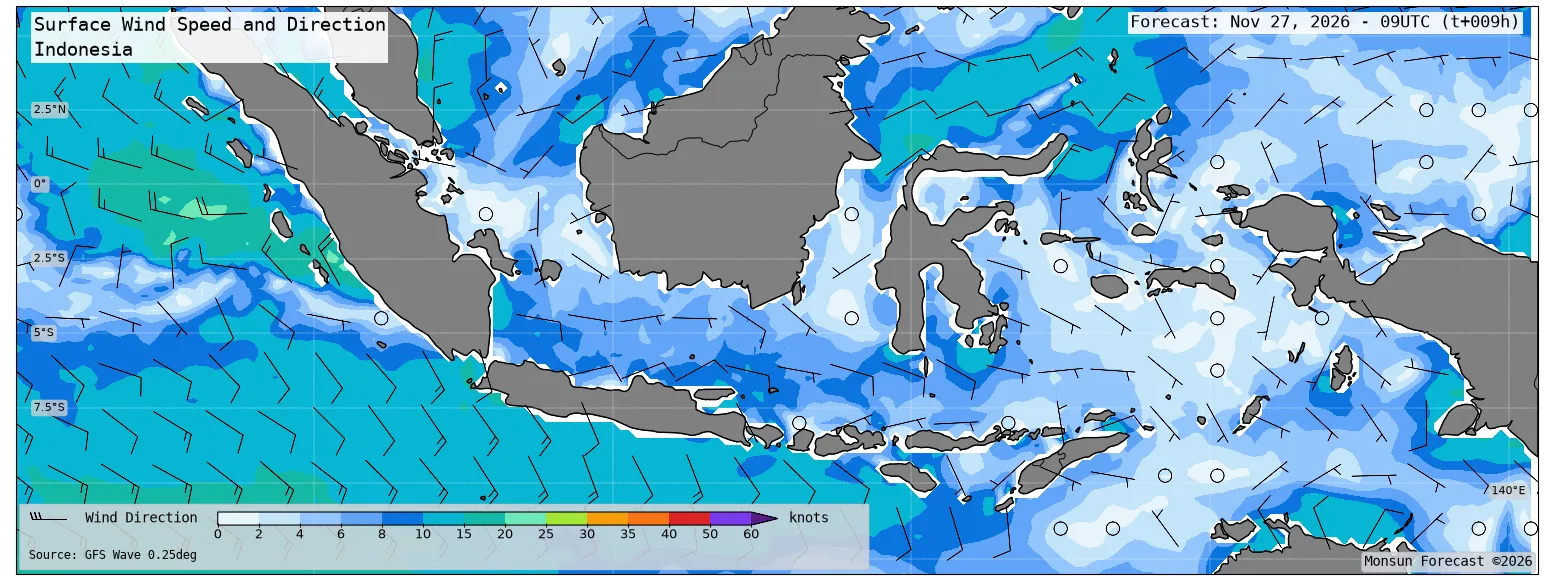 Surface Wind Speed and Direction
Indonesia
Forecast: Nov 27, 2026 - 09UTC (t+009h)
2.5°N
0°
2.5°S
5°S
7.5°S
140°E
Wind Direction
0 2 4 6 8 10 15 20 25 30 35 40 50 60
knots
Source: GFS Wave 0.25deg
Monsun Forecast ©2026